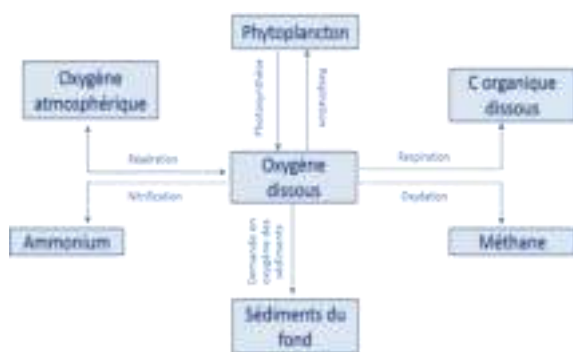 Phytoplancton
Oxygène
atmosphérique
Photosynthèse
Respiration
C organique
dissous
Réaération
Oxygène
dissous
Respiration
Nitrification
Oxydation
Ammonium
Demande en
oxygène des
sédiments
Méthane
Sédiments du
fond